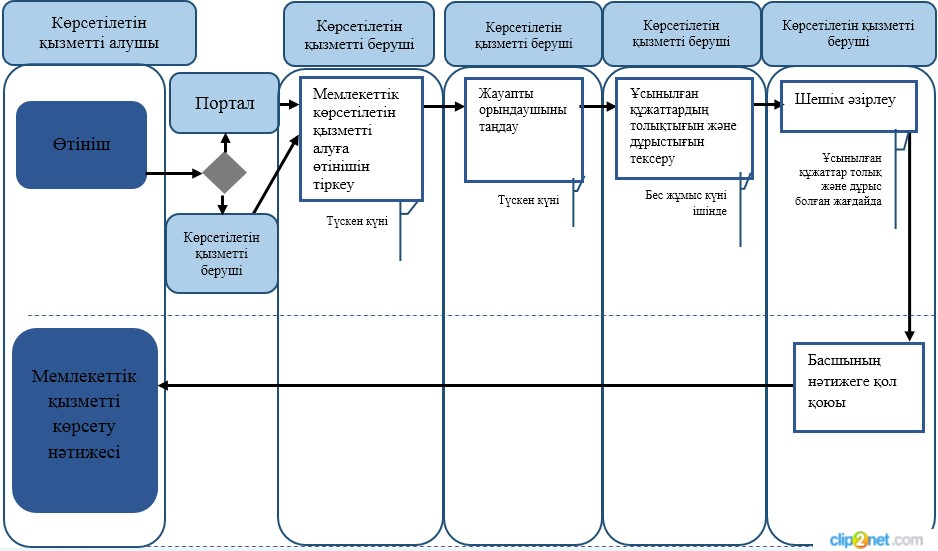 Көрсетілетін
қызметті алушы
Көрсетілетін
қызметті беруші
Көрсетілетін
қызметті беруші
Көрсетілетін
қызметті беруші
Көрсетілетін қызметті
беруші
Өтініш
Портал
Көрсетілетін
қызметті
беруші
Мемлекеттік
көрсетілетін
қызметті
алуға
өтінішін
тіркеу
Түскен күні
Жауапты
орындаушыны
таңдау
Түскен күні
Ұсынылған
құжаттардың
толықтығын және
дұрыстығын
тексеру
Бес жұмыс күні
ішінде
Шешім әзірлеу
Ұсынылған
құжаттар толық
және дұрыс
болған жағдайда
Басшының
нәтижеге қол
қоюы
Мемлекеттік
қызметті
көрсету
нәтижесі
clip2net.com